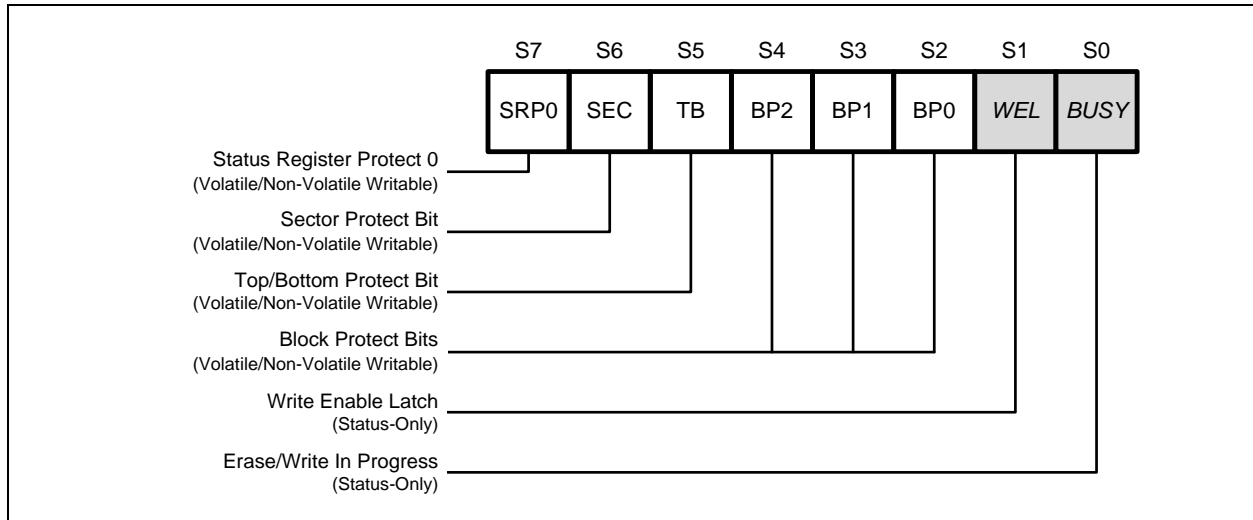 S7 S6 S5 S4 S3 S2 S1 S0
SRP0 SEC TB BP2 BP1 BP0 WEL BUSY
Status Register Protect 0
(Volatile/Non-Volatile Writable)
Sector Protect Bit
(Volatile/Non-Volatile Writable)
Top/Bottom Protect Bit
(Volatile/Non-Volatile Writable)
Block Protect Bits
(Volatile/Non-Volatile Writable)
Write Enable Latch
(Status-Only)
Erase/Write In Progress
(Status-Only)